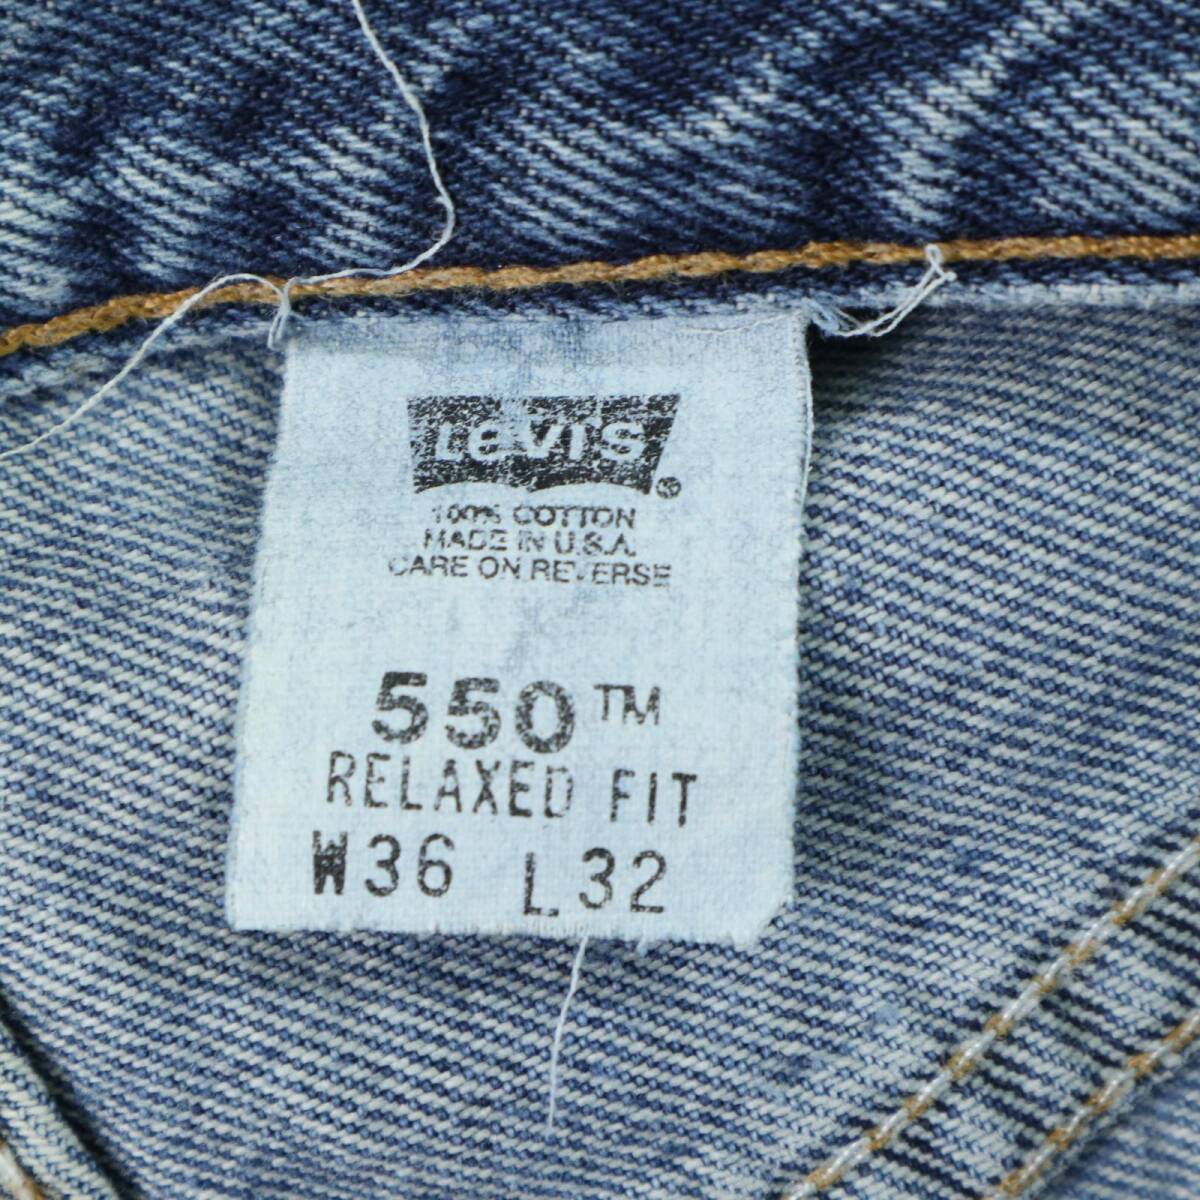 Levi's ®
100% COTTON
MADE IN U.S.A.
CARE ON REVERSE
550™
RELAXED FIT
W36 L32